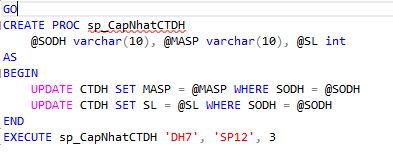 GO
CREATE PROC sp_CapNhatCTDH
@SODH varchar(10), @MASP varchar(10), @SL int
AS
BEGIN
UPDATE CTDH SET MASP = @MASP WHERE SODH = @SODH
UPDATE CTDH SET SL = @SL WHERE SODH = @SODH
END
EXECUTE sp_CapNhatCTDH 'DH7', 'SP12', 3